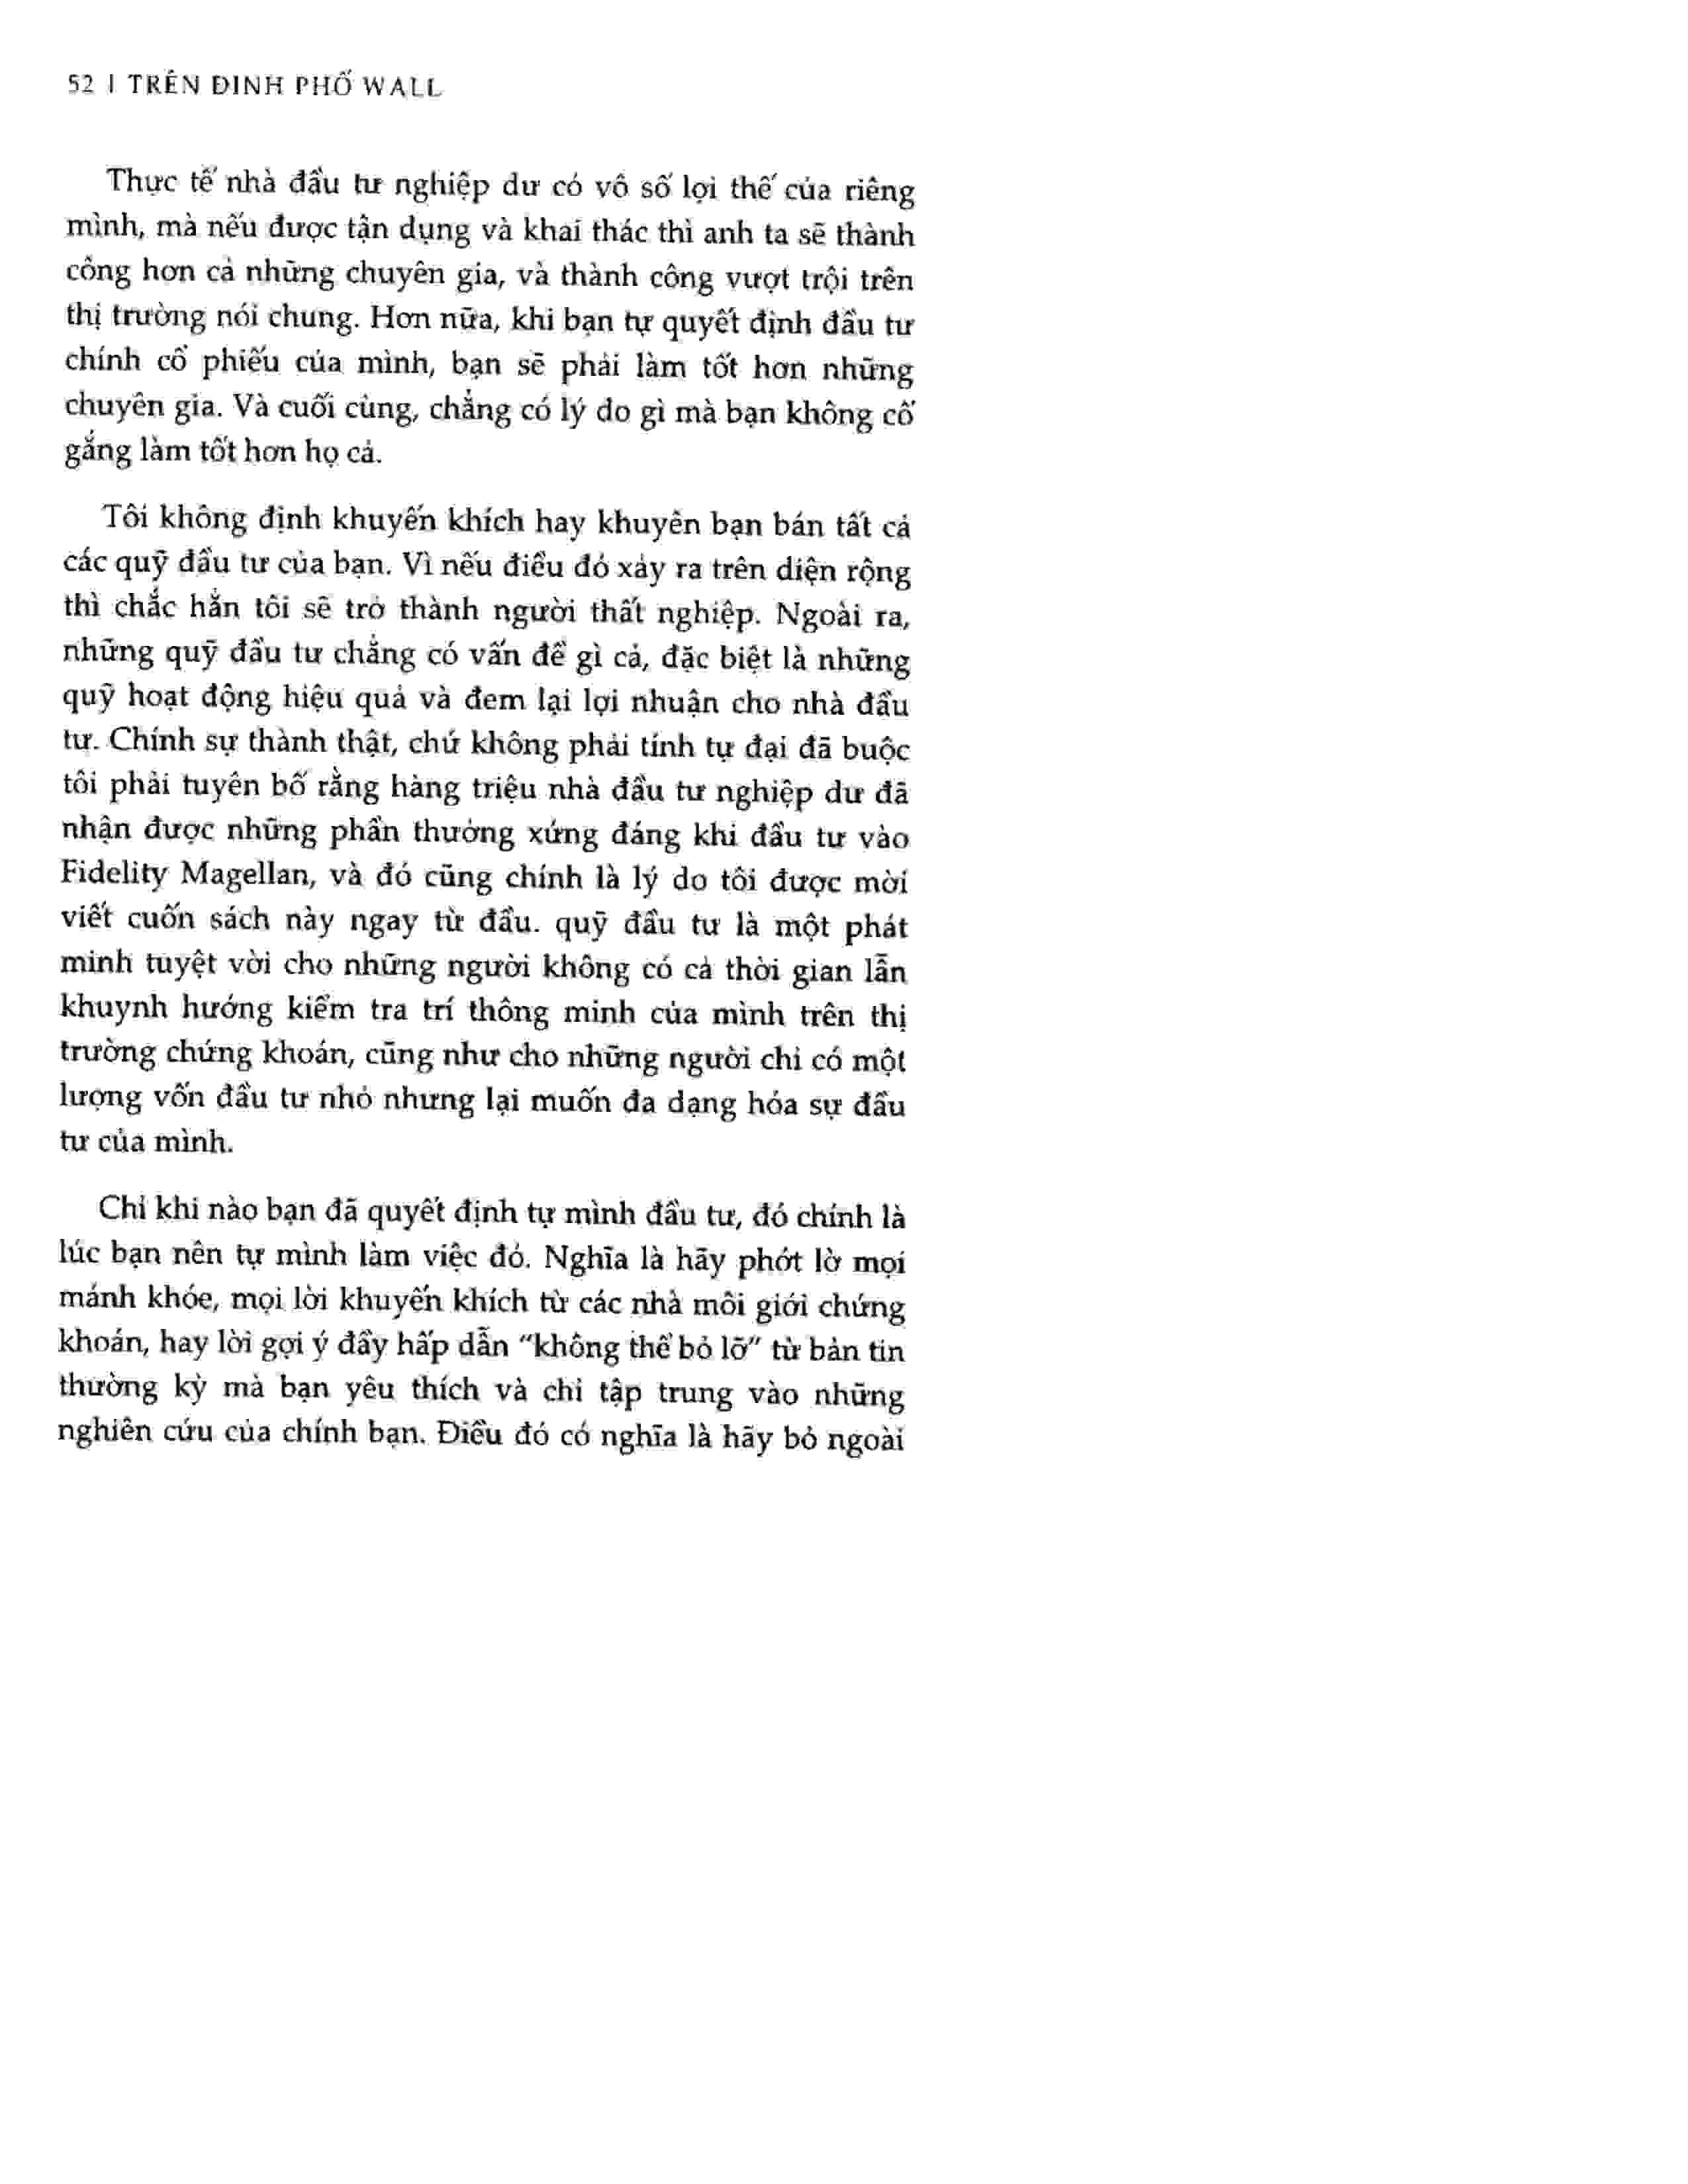 52 | TRÊN ĐỈNH PHỐ WALL
Thực tế nhà đầu tư nghiệp dư có vô số lợi thế của riêng
mình, mà nếu được tận dụng và khai thác thì anh ta sẽ thành
công hơn cả những chuyên gia, và thành công vượt trội trên
thị trường nói chung. Hơn nữa, khi bạn tự quyết định đầu tư
chính cổ phiếu của mình, bạn sẽ phải làm tốt hơn những
chuyên gia. Và cuối cùng, chẳng có lý do gì mà bạn không cố
gắng làm tốt hơn họ cả.
Tôi không định khuyến khích hay khuyên bạn bán tất cả
các quỹ đầu tư của bạn. Vì nếu điều đó xảy ra trên diện rộng
thì chắc hẳn tôi sẽ trở thành người thất nghiệp. Ngoài ra,
những quỹ đầu tư chẳng có vấn đề gì cả, đặc biệt là những
quỹ hoạt động hiệu quả và đem lại lợi nhuận cho nhà đầu
tư. Chính sự thành thật, chứ không phải tính tự đại đã buộc
tôi phải tuyên bố rằng hàng triệu nhà đầu tư nghiệp dư đã
nhận được những phần thưởng xứng đáng khi đầu tư vào
Fidelity Magellan, và đó cũng chính là lý do tôi được mời
viết cuốn sách này ngay từ đầu. quỹ đầu tư là một phát
minh tuyệt vời cho những người không có cả thời gian lẫn
khuynh hướng kiểm tra trí thông minh của mình trên thị
trường chứng khoán, cũng như cho những người chỉ có một
lượng vốn đầu tư nhỏ nhưng lại muốn đa dạng hóa sự đầu
tư của mình.
Chỉ khi nào bạn đã quyết định tự mình đầu tư, đó chính là
lúc bạn nên tự mình làm việc đó. Nghĩa là hãy phớt lờ mọi
mánh khóe, mọi lời khuyến khích từ các nhà môi giới chứng
khoán, hay lời gợi ý đầy hấp dẫn “không thể bỏ lỡ” từ bản tin
thường kỳ mà bạn yêu thích và chỉ tập trung vào những
nghiên cứu của chính bạn. Điều đó có nghĩa là hãy bỏ ngoài